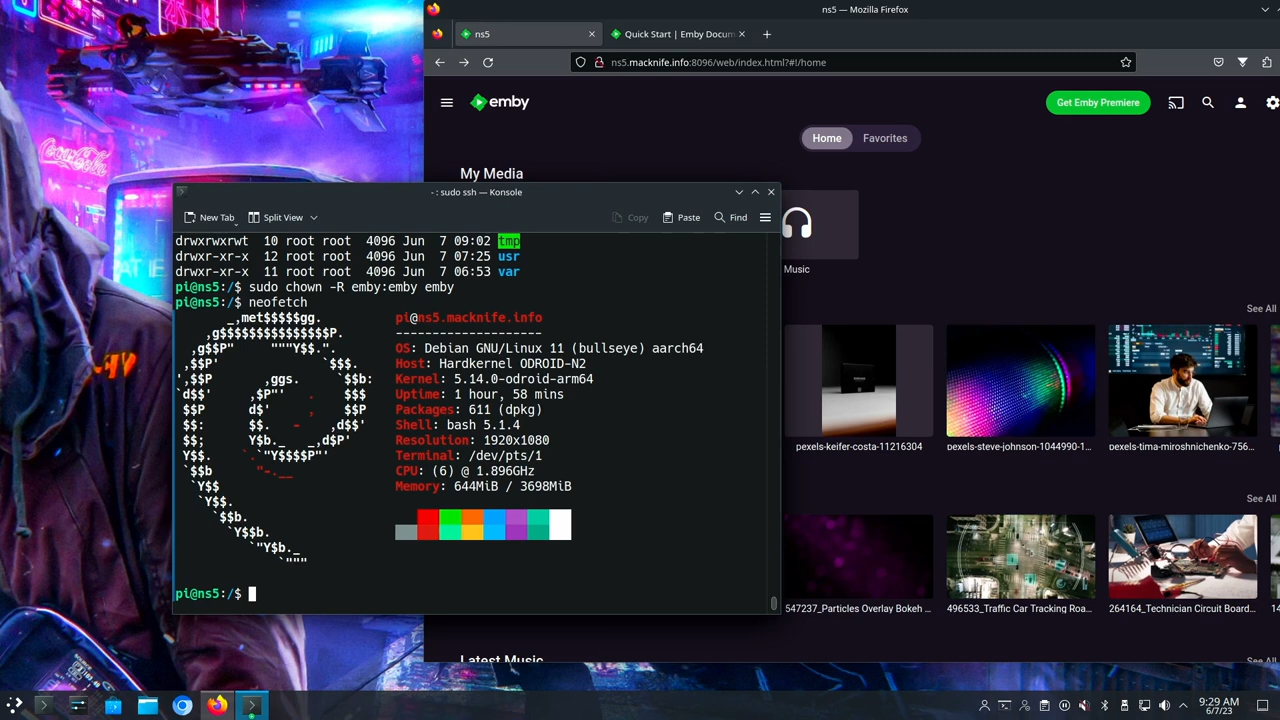 ns5 — Mozilla Firefox
ns5
Quick Start | Emby Docum
ns5.macknife.info:8096/web/index.html?#!/home
emby
Get Emby Premiere
Home
Favorites
My Media
Music
See All
pexels-keifer-costa-11216304
pexels-steve-johnson-1044990-1...
pexels-tima-miroshnichenko-756...
See All
547237_Particles Overlay Bokeh ...
496533_Traffic Car Tracking Roa...
264164_Technician Circuit Board...
Latest Music
See All
Coca-Cola
- : sudo ssh — Konsole
New Tab
Split View
Copy
Paste
Find
drwxrwxrwt  10 root root  4096 Jun  7 09:02 tmp
drwxr-xr-x  12 root root  4096 Jun  7 07:25 usr
drwxr-xr-x  11 root root  4096 Jun  7 06:53 var
pi@ns5:/$ sudo chown -R emby:emby emby
pi@ns5:/$ neofetch
pi@ns5.macknife.info
--------------------
OS: Debian GNU/Linux 11 (bullseye) aarch64
Host: Hardkernel ODROID-N2
Kernel: 5.14.0-odroid-arm64
Uptime: 1 hour, 58 mins
Packages: 611 (dpkg)
Shell: bash 5.1.4
Resolution: 1920x1080
Terminal: /dev/pts/1
CPU: (6) @ 1.896GHz
Memory: 644MiB / 3698MiB
pi@ns5:/$
9:29 AM
6/7/23